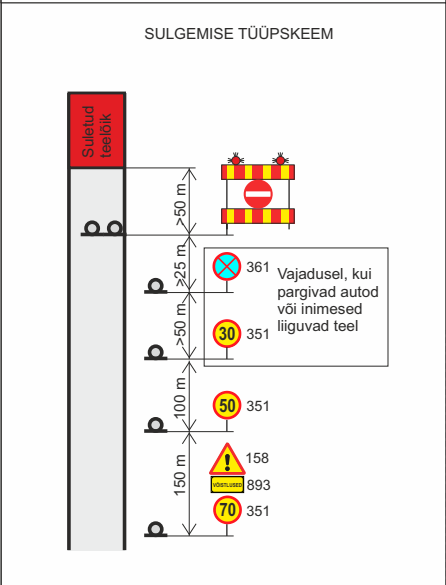 SULGEMISE TÜÜPSKEEM
Suletud
teelõik
>50 m
≥25 m
361
Vajadusel, kui
pargivad autod
või inimesed
liiguvad teel
>50 m
30
351
100 m
50
351
150 m
158
VÕISTLUSED
893
70
351